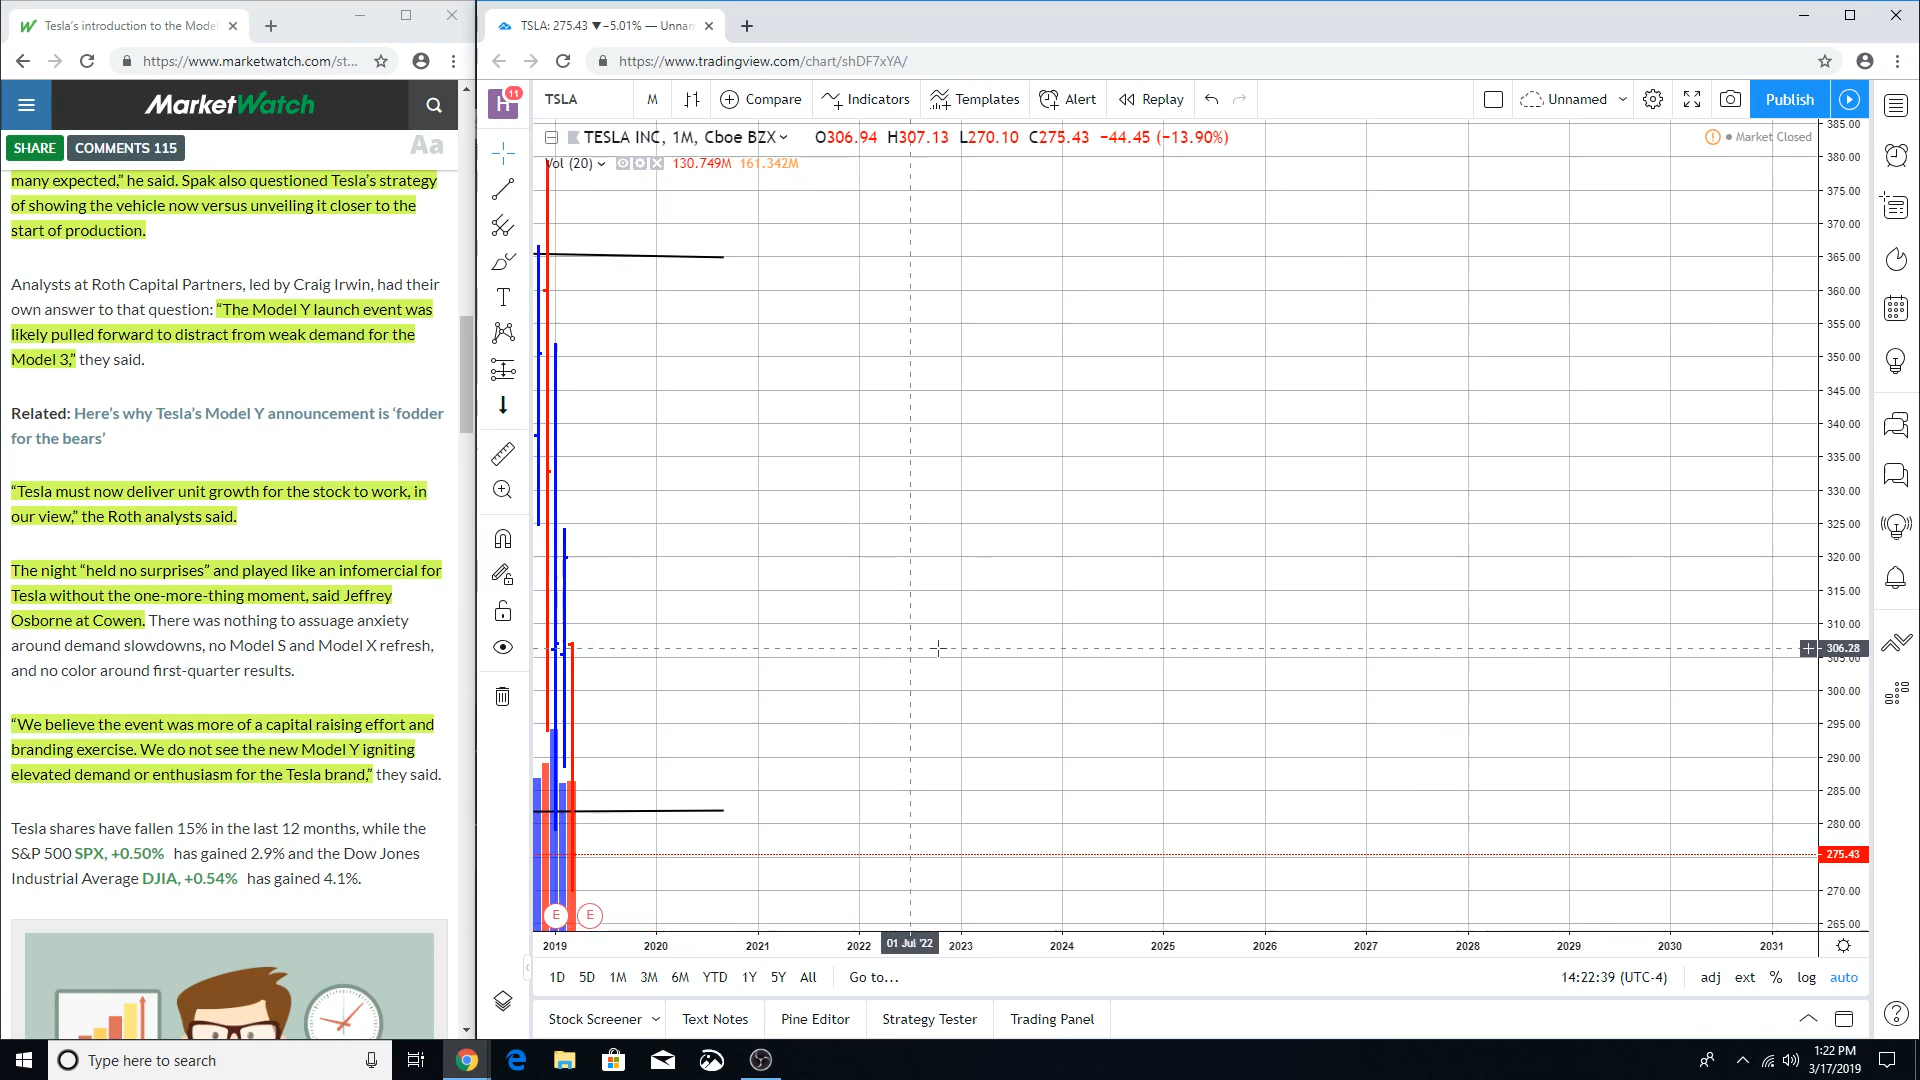 Tesla's introduction to the Model
https://www.marketwatch.com/st...
MarketWatch
SHARE
COMMENTS 115
Aa
many expected,” he said. Spak also questioned Tesla’s strategy
of showing the vehicle now versus unveiling it closer to the
start of production.
Analysts at Roth Capital Partners, led by Craig Irwin, had their
own answer to that question: “The Model Y launch event was
likely pulled forward to distract from weak demand for the
Model 3,” they said.
Related: Here’s why Tesla’s Model Y announcement is ‘fodder
for the bears’
“Tesla must now deliver unit growth for the stock to work, in
our view,” the Roth analysts said.
The night “held no surprises” and played like an infomercial for
Tesla without the one-more-thing moment, said Jeffrey
Osborne at Cowen. There was nothing to assuage anxiety
around demand slowdowns, no Model S and Model X refresh,
and no color around first-quarter results.
“We believe the event was more of a capital raising effort and
branding exercise. We do not see the new Model Y igniting
elevated demand or enthusiasm for the Tesla brand,” they said.
Tesla shares have fallen 15% in the last 12 months, while the
S&P 500 SPX, +0.50% has gained 2.9% and the Dow Jones
Industrial Average DJIA, +0.54% has gained 4.1%.
TSLA: 275.43 ▼−5.01% — Unnam
https://www.tradingview.com/chart/shDF7xYA/
H 11
TSLA M Compare Indicators Templates Alert Replay Unnamed Publish
TESLA INC, 1M, Cboe BZX O306.94 H307.13 L270.10 C275.43 −44.45 (−13.90%)
Market Closed
Vol (20) 130.749M 161.342M
385.00
380.00
375.00
370.00
365.00
360.00
355.00
350.00
345.00
340.00
335.00
330.00
325.00
320.00
315.00
310.00
306.28
305.00
300.00
295.00
290.00
285.00
280.00
275.43
270.00
265.00
E E
2019 2020 2021 2022 01 Jul '22 2023 2024 2025 2026 2027 2028 2029 2030 2031
1D 5D 1M 3M 6M YTD 1Y 5Y All Go to... 14:22:39 (UTC-4) adj ext % log auto
Stock Screener Text Notes Pine Editor Strategy Tester Trading Panel
Type here to search
1:22 PM
3/17/2019